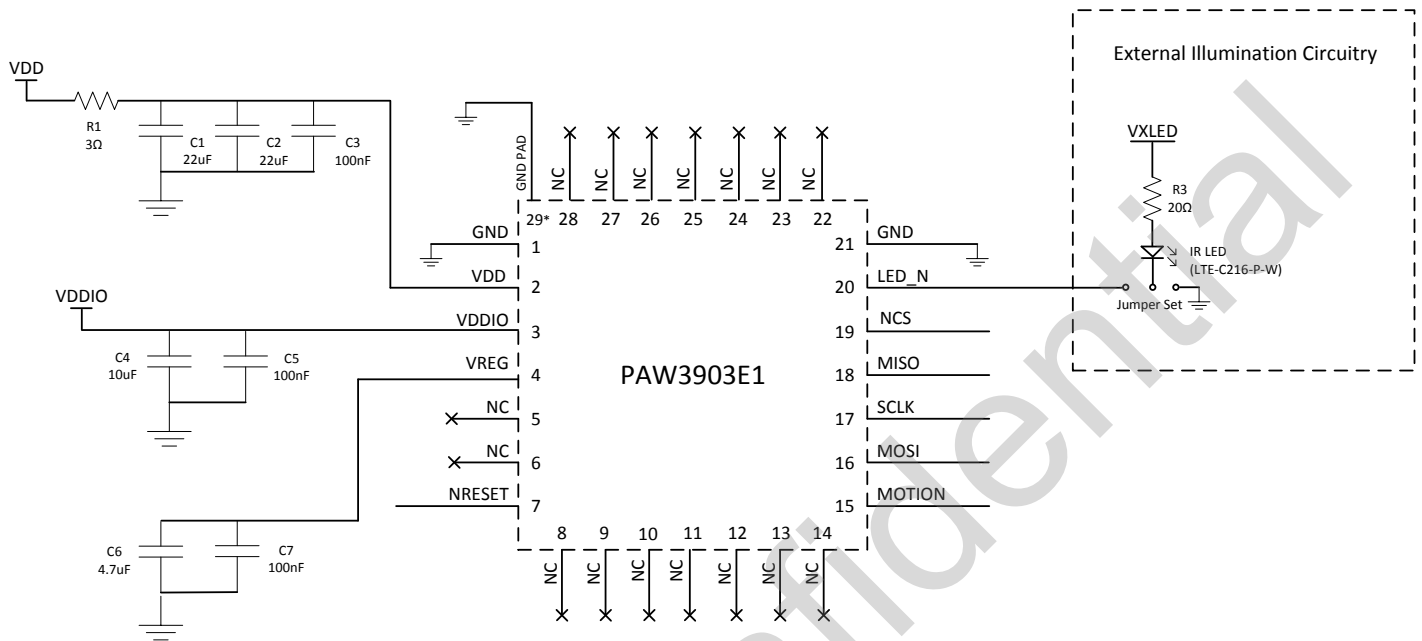 External Illumination Circuitry
VDD
R1
3Ω
C1
22uF
C2
22uF
C3
100nF
GND PAD
NC
NC
NC
NC
NC
NC
NC
29*
28
27
26
25
24
23
22
VXLED
R3
20Ω
IR LED
(LTE-C216-P-W)
Jumper Set
GND
1
VDD
2
VDDIO
VDDIO
3
C4
10uF
C5
100nF
VREG
4
NC
5
NC
6
NRESET
7
C6
4.7uF
C7
100nF
PAW3903E1
21
GND
20
LED_N
19
NCS
18
MISO
17
SCLK
16
MOSI
15
MOTION
8
9
10
11
12
13
14
NC
NC
NC
NC
NC
NC
NC
fidential